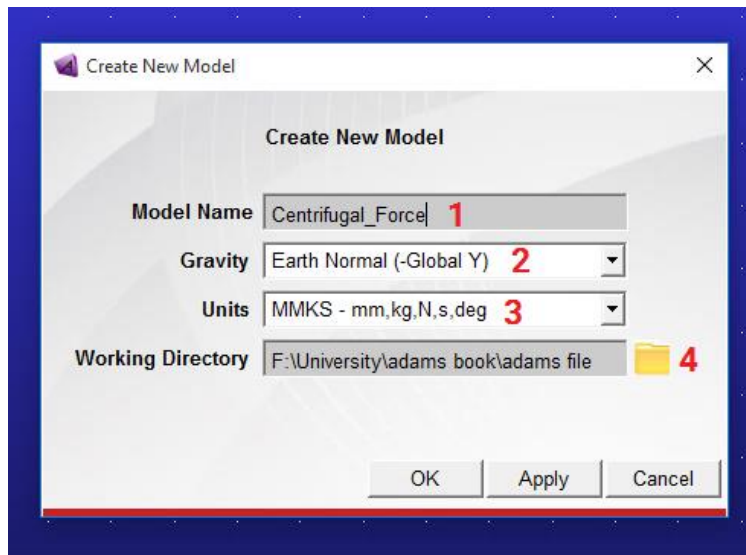 Create New Model
Create New Model
Model Name Centrifugal_Force 1
Gravity Earth Normal (-Global Y) 2
Units MMKS - mm,kg,N,s,deg 3
Working Directory F:\University\adams book\adams file 4
OK Apply Cancel